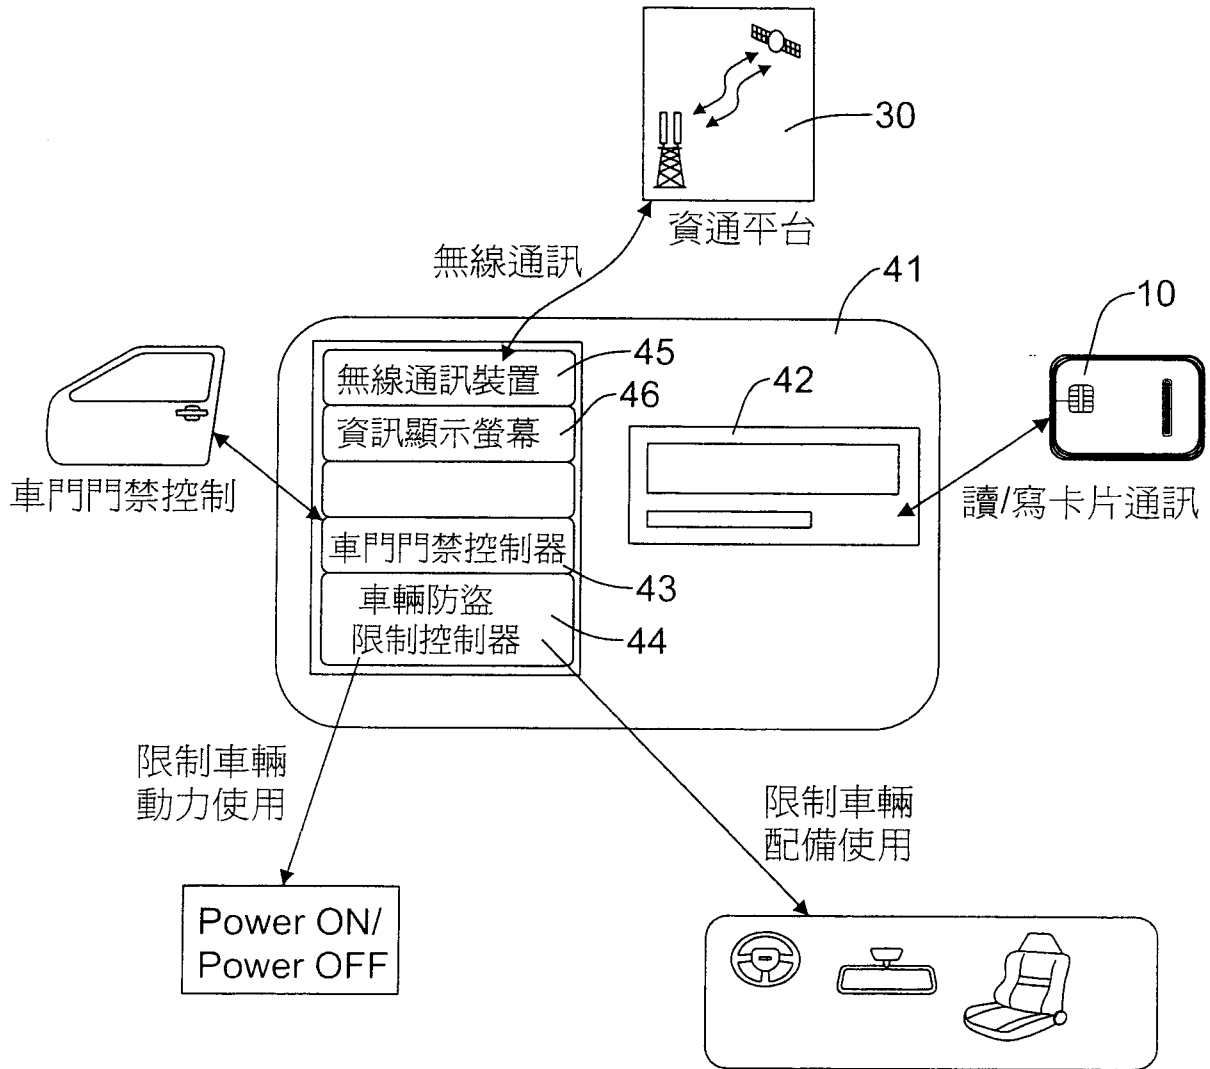 30
資通平台
無線通訊
41
10
45
無線通訊裝置
42
46
資訊顯示螢幕
車門門禁控制
讀/寫卡片通訊
車門門禁控制器
43
車輛防盜
限制控制器
44
限制車輛
動力使用
限制車輛
配備使用
Power ON/
Power OFF